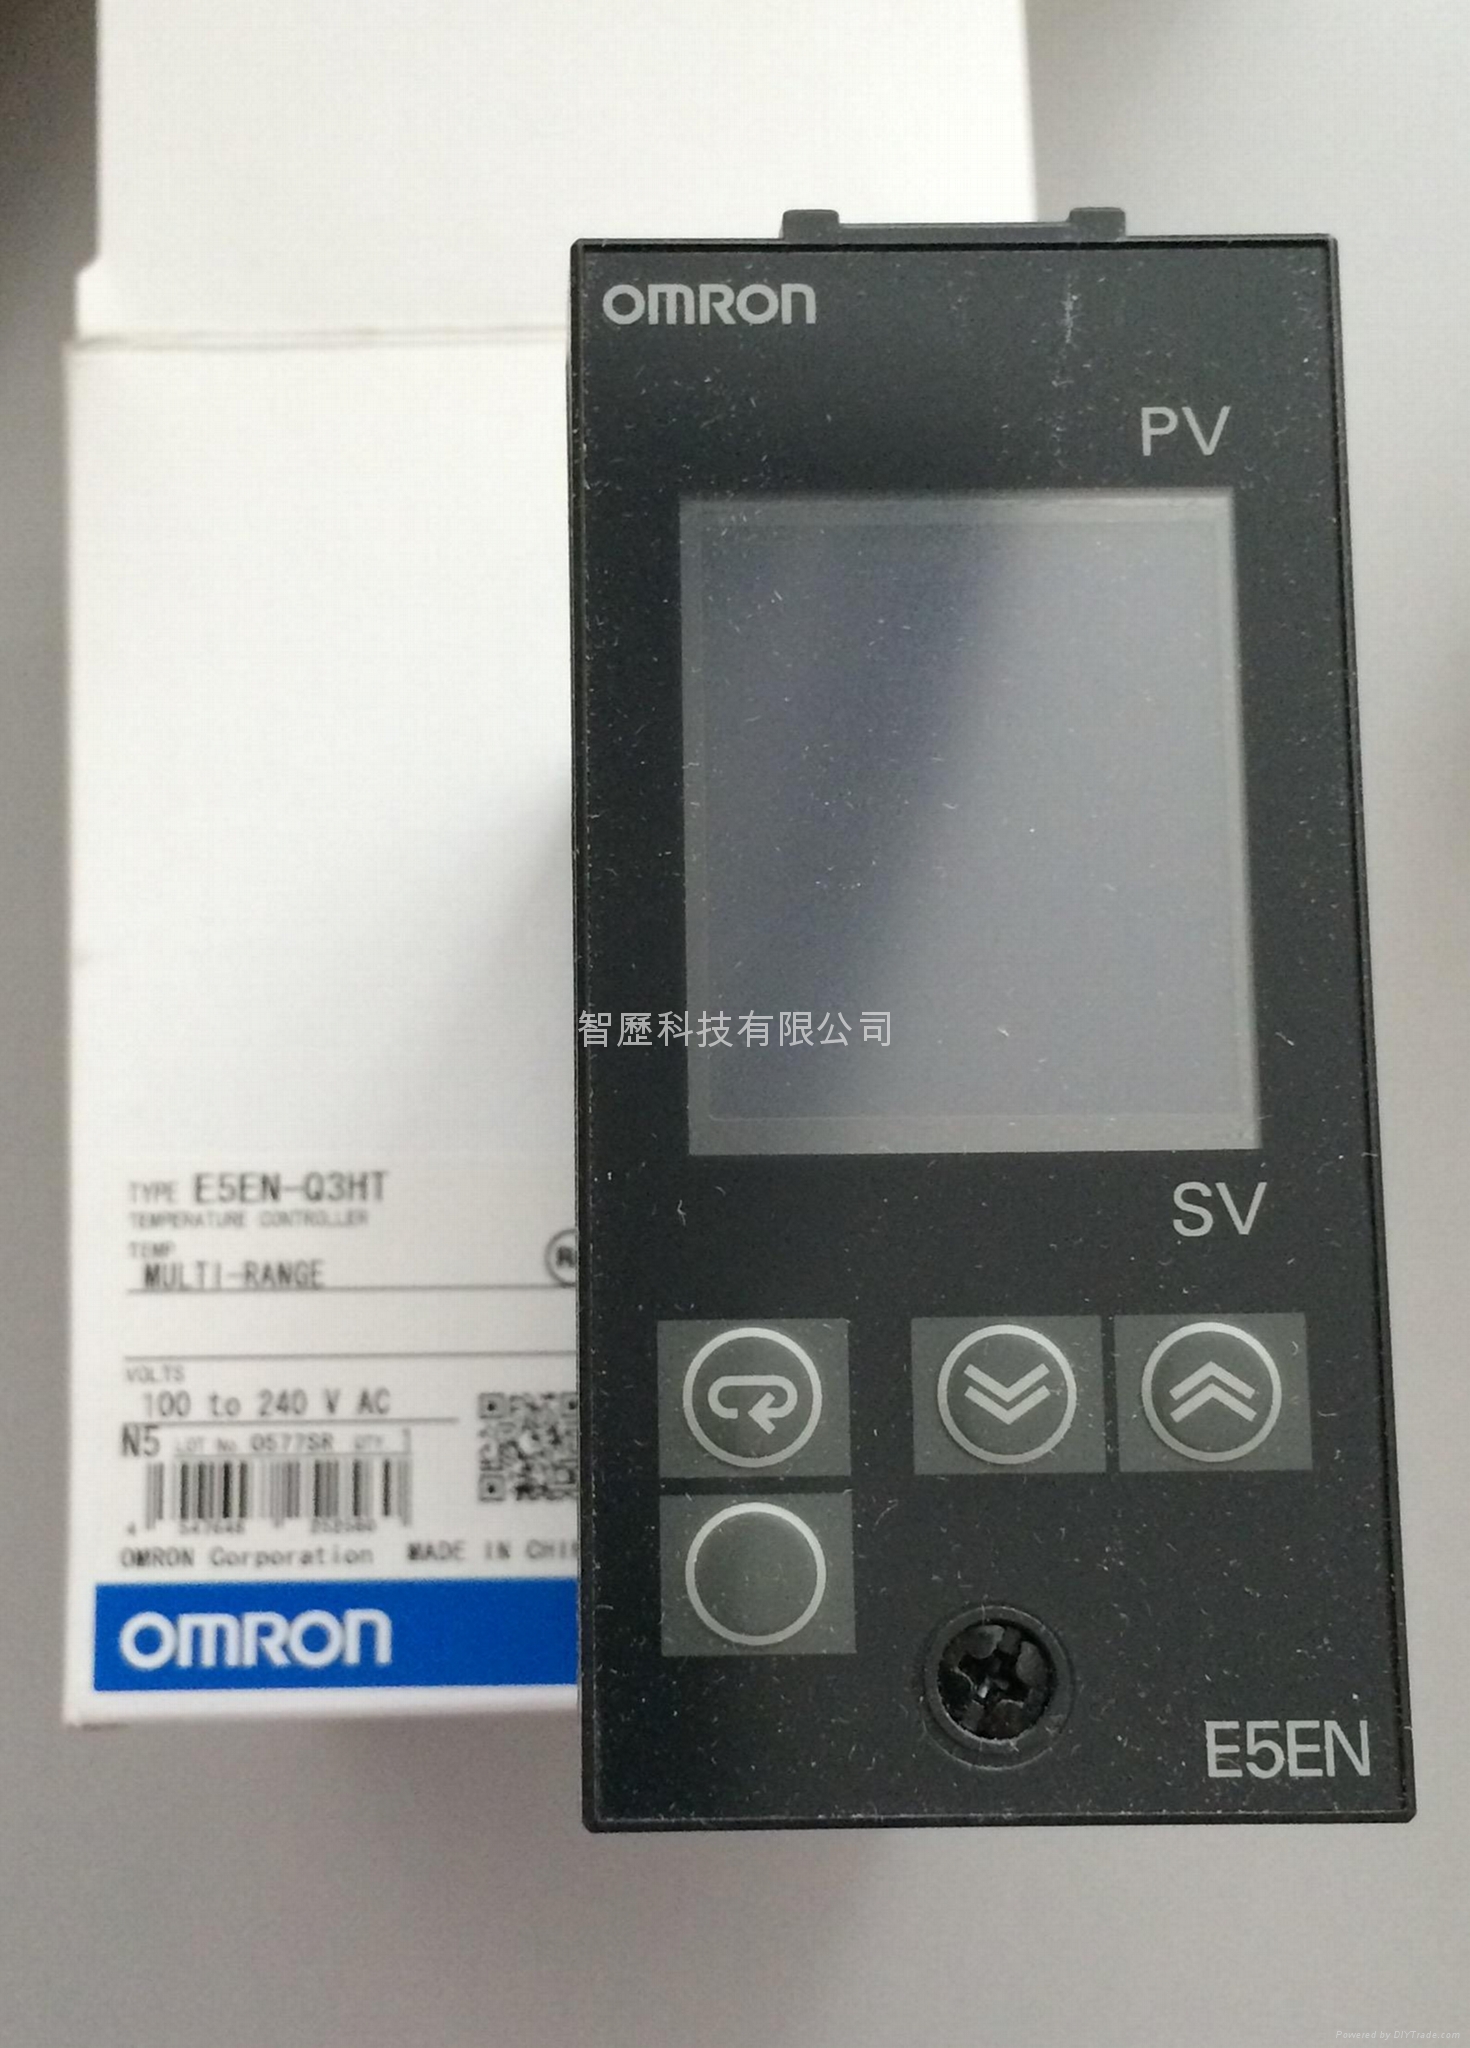 OMRON
PV
智歷科技有限公司
SV
E5EN
TYPE E5EN-Q3HT
TEMPERATURE CONTROLLER
TEMP
MULTI-RANGE
VOLTS
100 to 240 V AC
N5 LOT No. 0577SR QTY 1
OMRON Corporation MADE IN
OMRON
Powered by DIYTrade.com